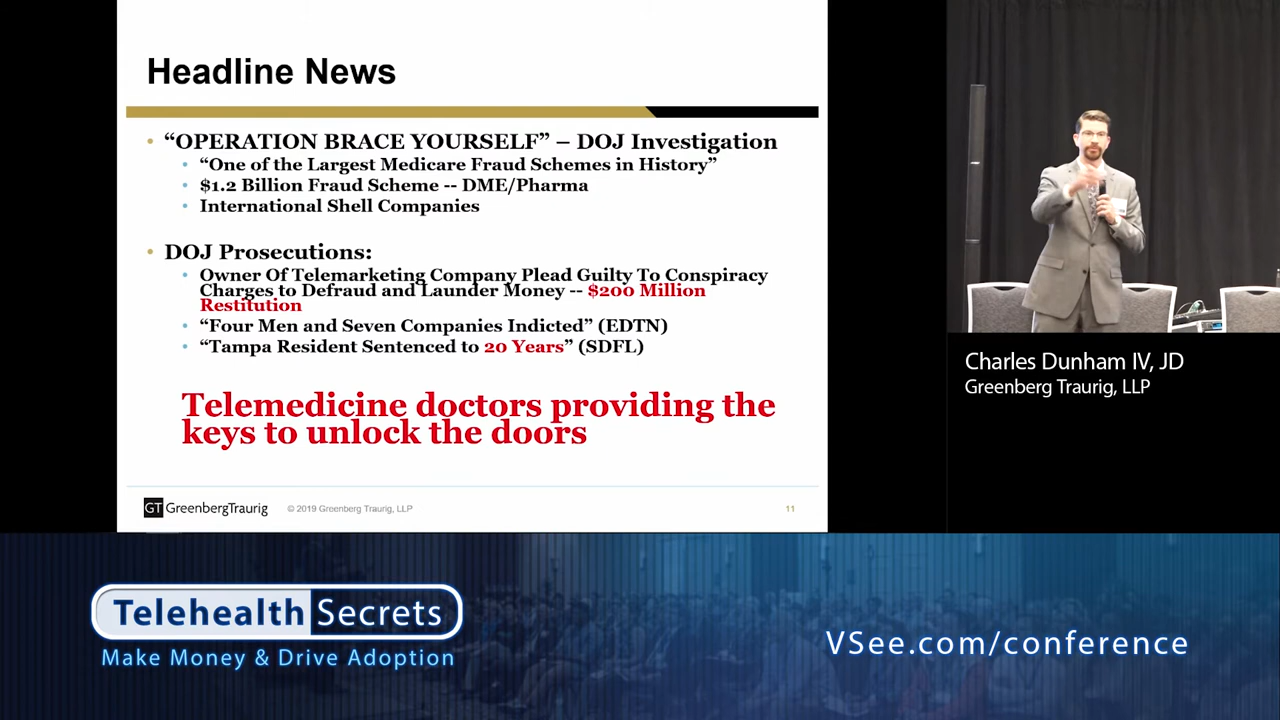 Headline News
• “OPERATION BRACE YOURSELF” – DOJ Investigation
• “One of the Largest Medicare Fraud Schemes in History”
• $1.2 Billion Fraud Scheme -- DME/Pharma
• International Shell Companies
• DOJ Prosecutions:
• Owner Of Telemarketing Company Plead Guilty To Conspiracy
Charges to Defraud and Launder Money -- $200 Million
Restitution
• “Four Men and Seven Companies Indicted” (EDTN)
• “Tampa Resident Sentenced to 20 Years” (SDFL)
Telemedicine doctors providing the
keys to unlock the doors
GT GreenbergTraurig © 2019 Greenberg Traurig, LLP 11
Charles Dunham IV, JD
Greenberg Traurig, LLP
Telehealth Secrets
Make Money & Drive Adoption
VSee.com/conference